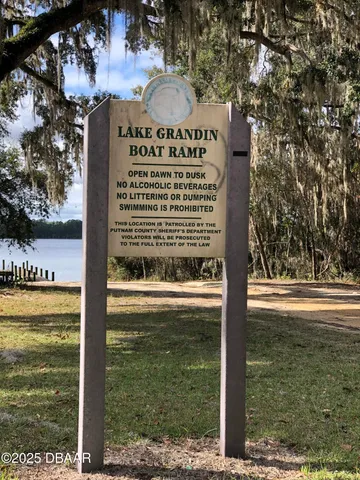 LAKE GRANDIN
BOAT RAMP
OPEN DAWN TO DUSK
NO ALCOHOLIC BEVERAGES
NO LITTERING OR DUMPING
SWIMMING IS PROHIBITED
THIS LOCATION IS PATROLLED BY THE
PUTNAM COUNTY SHERIFF'S DEPARTMENT
VIOLATORS WILL BE PROSECUTED
TO THE FULL EXTENT OF THE LAW
©2025 DBAAR